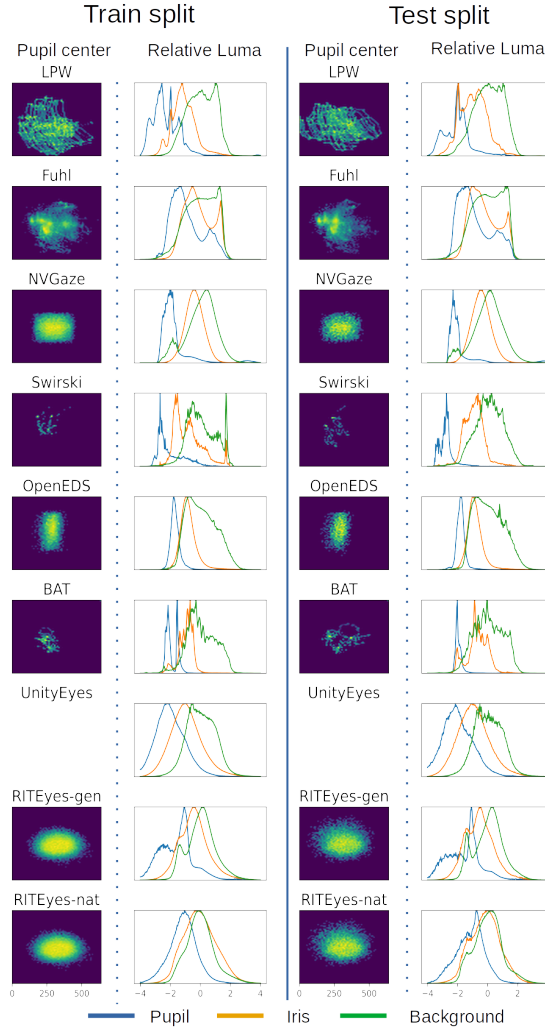 Train split
Test split
Pupil center
Relative Luma
Pupil center
Relative Luma
LPW
LPW
Fuhl
Fuhl
NVGaze
NVGaze
Swirski
Swirski
OpenEDS
OpenEDS
BAT
BAT
UnityEyes
UnityEyes
RITEyes-gen
RITEyes-gen
RITEyes-nat
RITEyes-nat
0 250 500
−4 −2 0 2 4
0 250 500
−4 −2 0 2
Pupil Iris Background